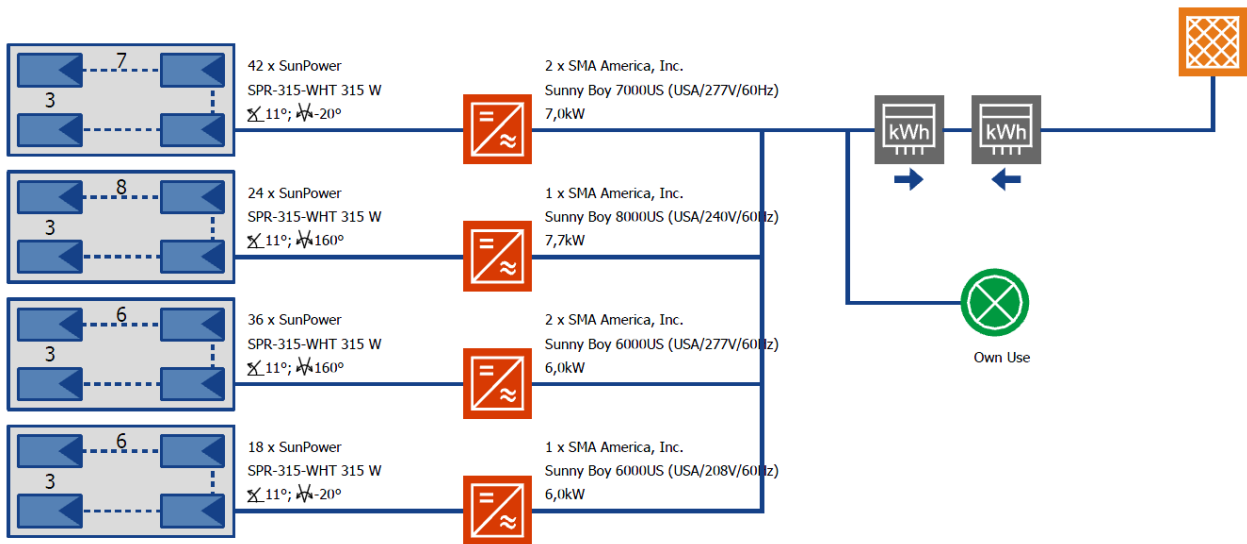 7
3
42 x SunPower
SPR-315-WHT 315 W
11°; -20°
2 x SMA America, Inc.
Sunny Boy 7000US (USA/277V/60Hz)
7,0kW
kWh
kWh
8
3
24 x SunPower
SPR-315-WHT 315 W
11°; 160°
1 x SMA America, Inc.
Sunny Boy 8000US (USA/240V/60Hz)
7,7kW
6
3
36 x SunPower
SPR-315-WHT 315 W
11°; 160°
2 x SMA America, Inc.
Sunny Boy 6000US (USA/277V/60Hz)
6,0kW
Own Use
6
3
18 x SunPower
SPR-315-WHT 315 W
11°; -20°
1 x SMA America, Inc.
Sunny Boy 6000US (USA/208V/60Hz)
6,0kW